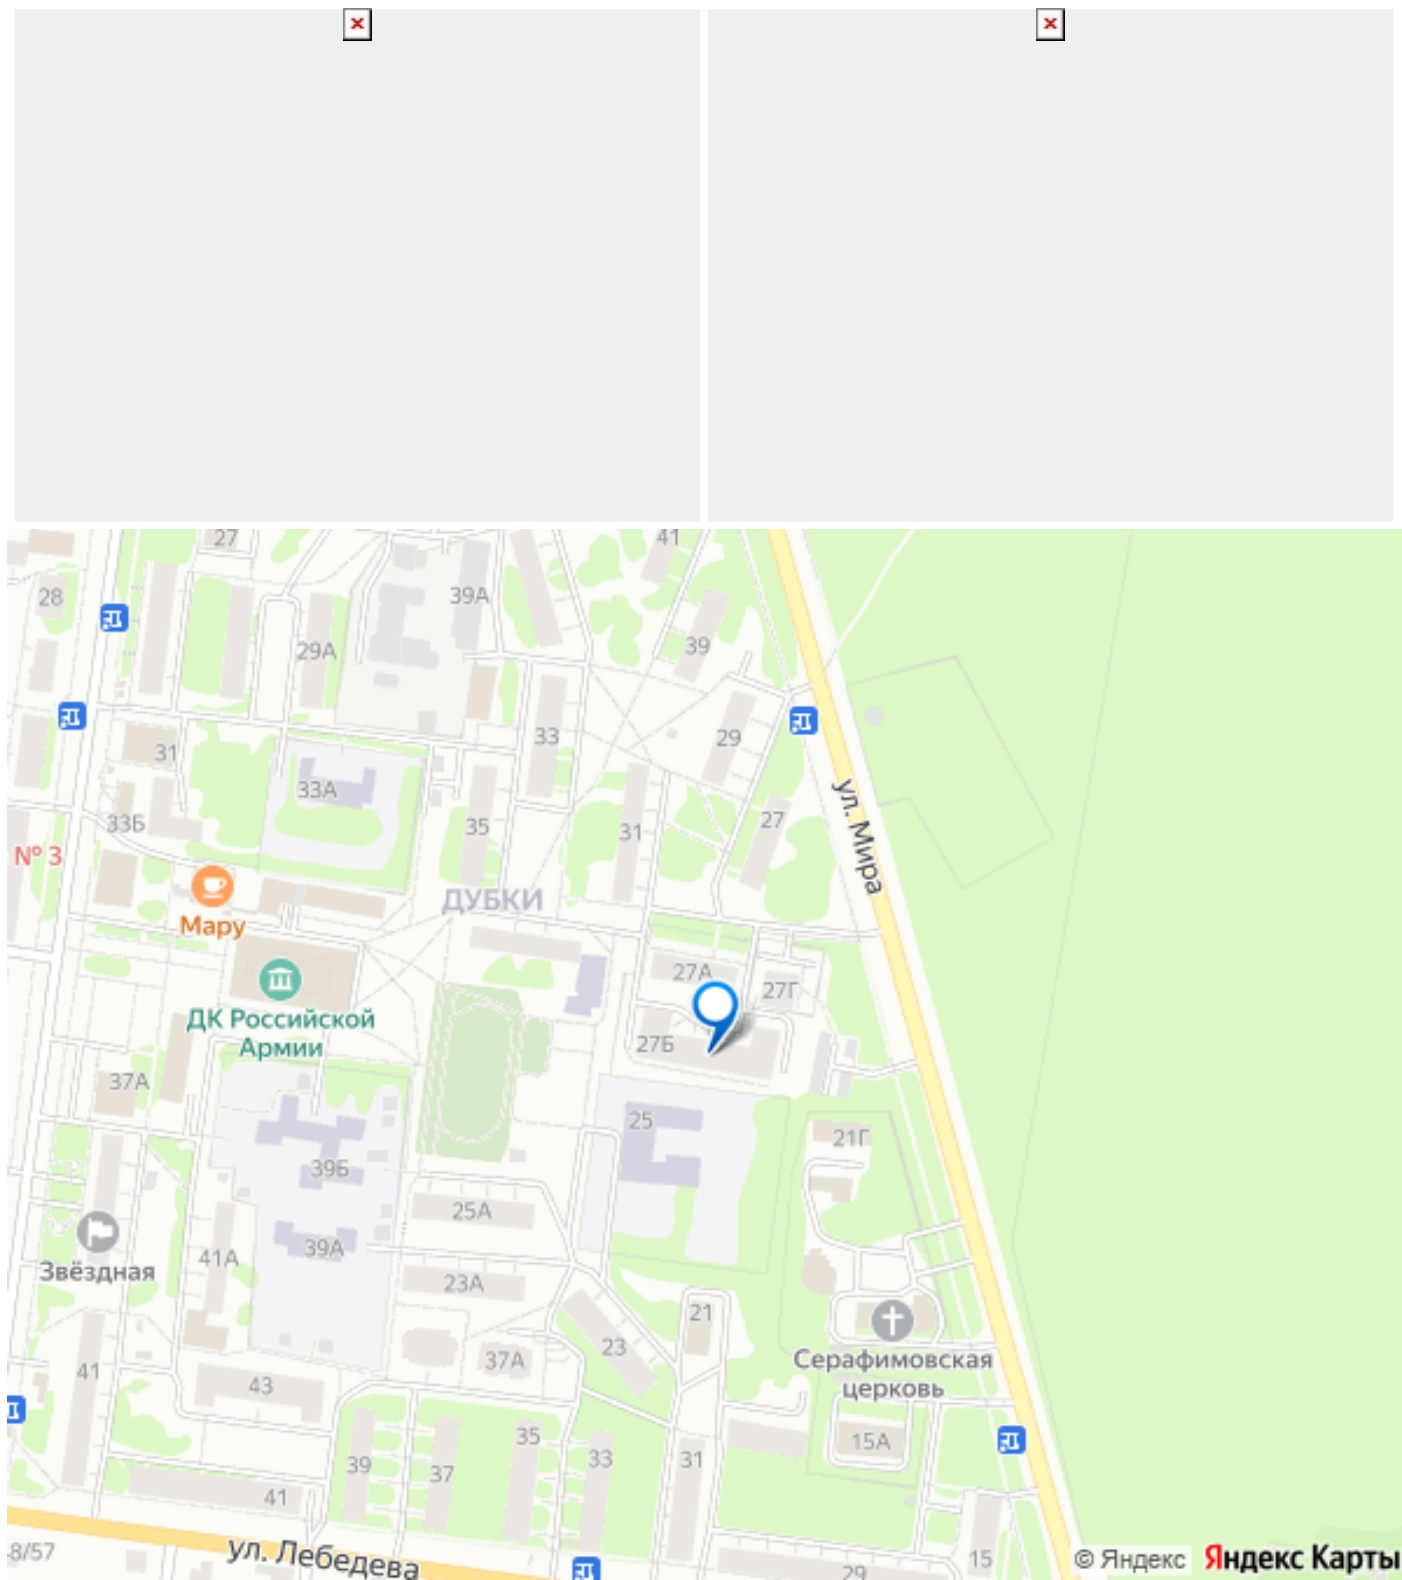 27
41
28
39А
29А
39
33
29
31
33А
33Б
35
31
27
ул. Мира
№ 3
ДУБКИ
Мару
27А
27Г
ДК Российской
Армии
27Б
37А
25
21Г
39Б
25А
39А
41А
Звёздная
23А
21
23
37А
Серафимовская
церковь
41
43
35
15А
39
37
33
31
41
ул. Лебедева
8/57
29
15
© Яндекс
Яндекс Карты